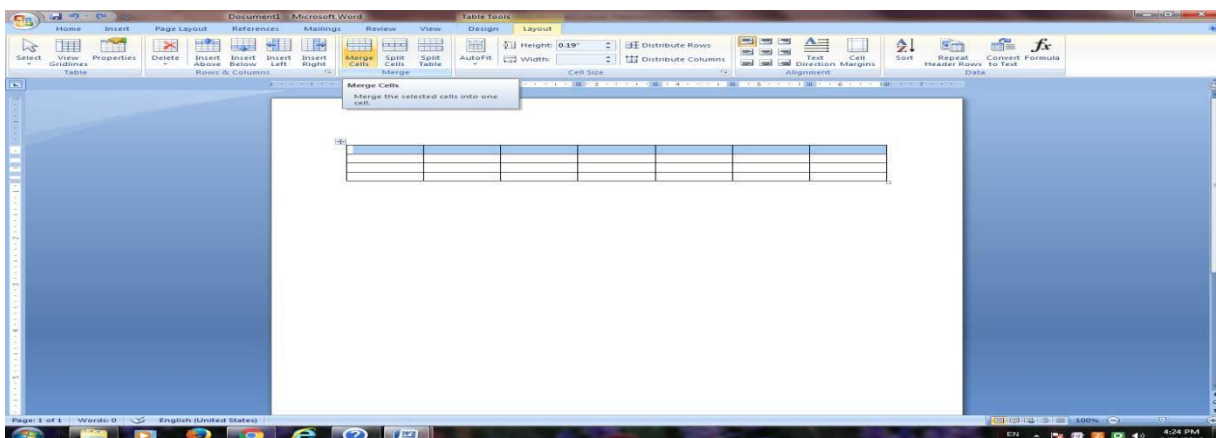 Document1 - Microsoft Word Table Tools
Home Insert Page Layout References Mailings Review View Design Layout
Select View Gridlines Properties Delete Insert Above Insert Below Insert Left Insert Right Merge Cells Split Cells Split Table AutoFit Height: 0.19" Width: Distribute Rows Distribute Columns Text Direction Cell Margins Sort Repeat Header Rows Convert to Text Formula
Table Rows & Columns Merge Cell Size Alignment Data
Merge Cells
Merge the selected cells into one
cell.
Page: 1 of 1 Words: 0 English (United States) 100%
EN 4:24 PM